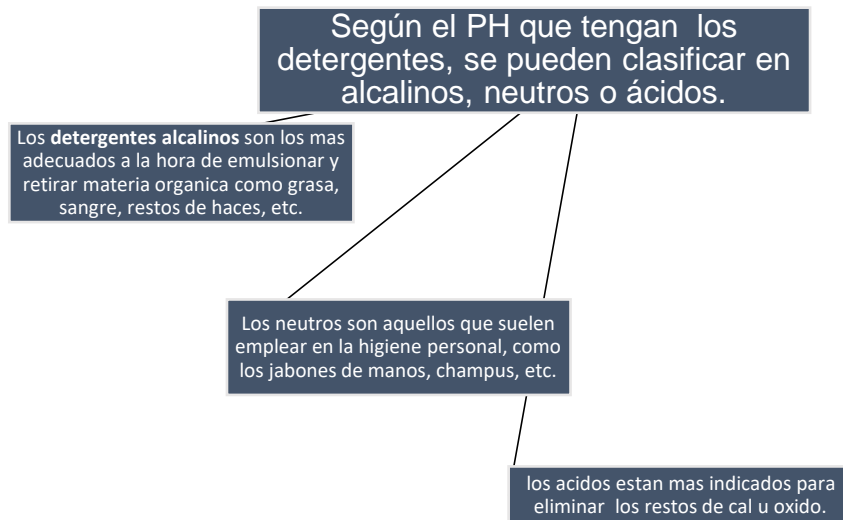 Según el PH que tengan  los
detergentes, se pueden clasificar en
alcalinos, neutros o ácidos.
Los detergentes alcalinos son los mas
adecuados a la hora de emulsionar y
retirar materia organica como grasa,
sangre, restos de haces, etc.
Los neutros son aquellos que suelen
emplear en la higiene personal, como
los jabones de manos, champus, etc.
los acidos estan mas indicados para
eliminar  los restos de cal u oxido.